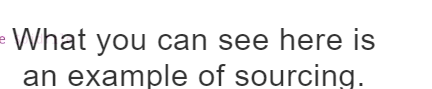 e What you can see here is
an example of sourcing.